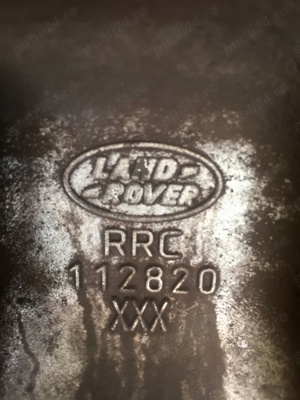 LAND-
-ROVER
RRC
112820
XXX